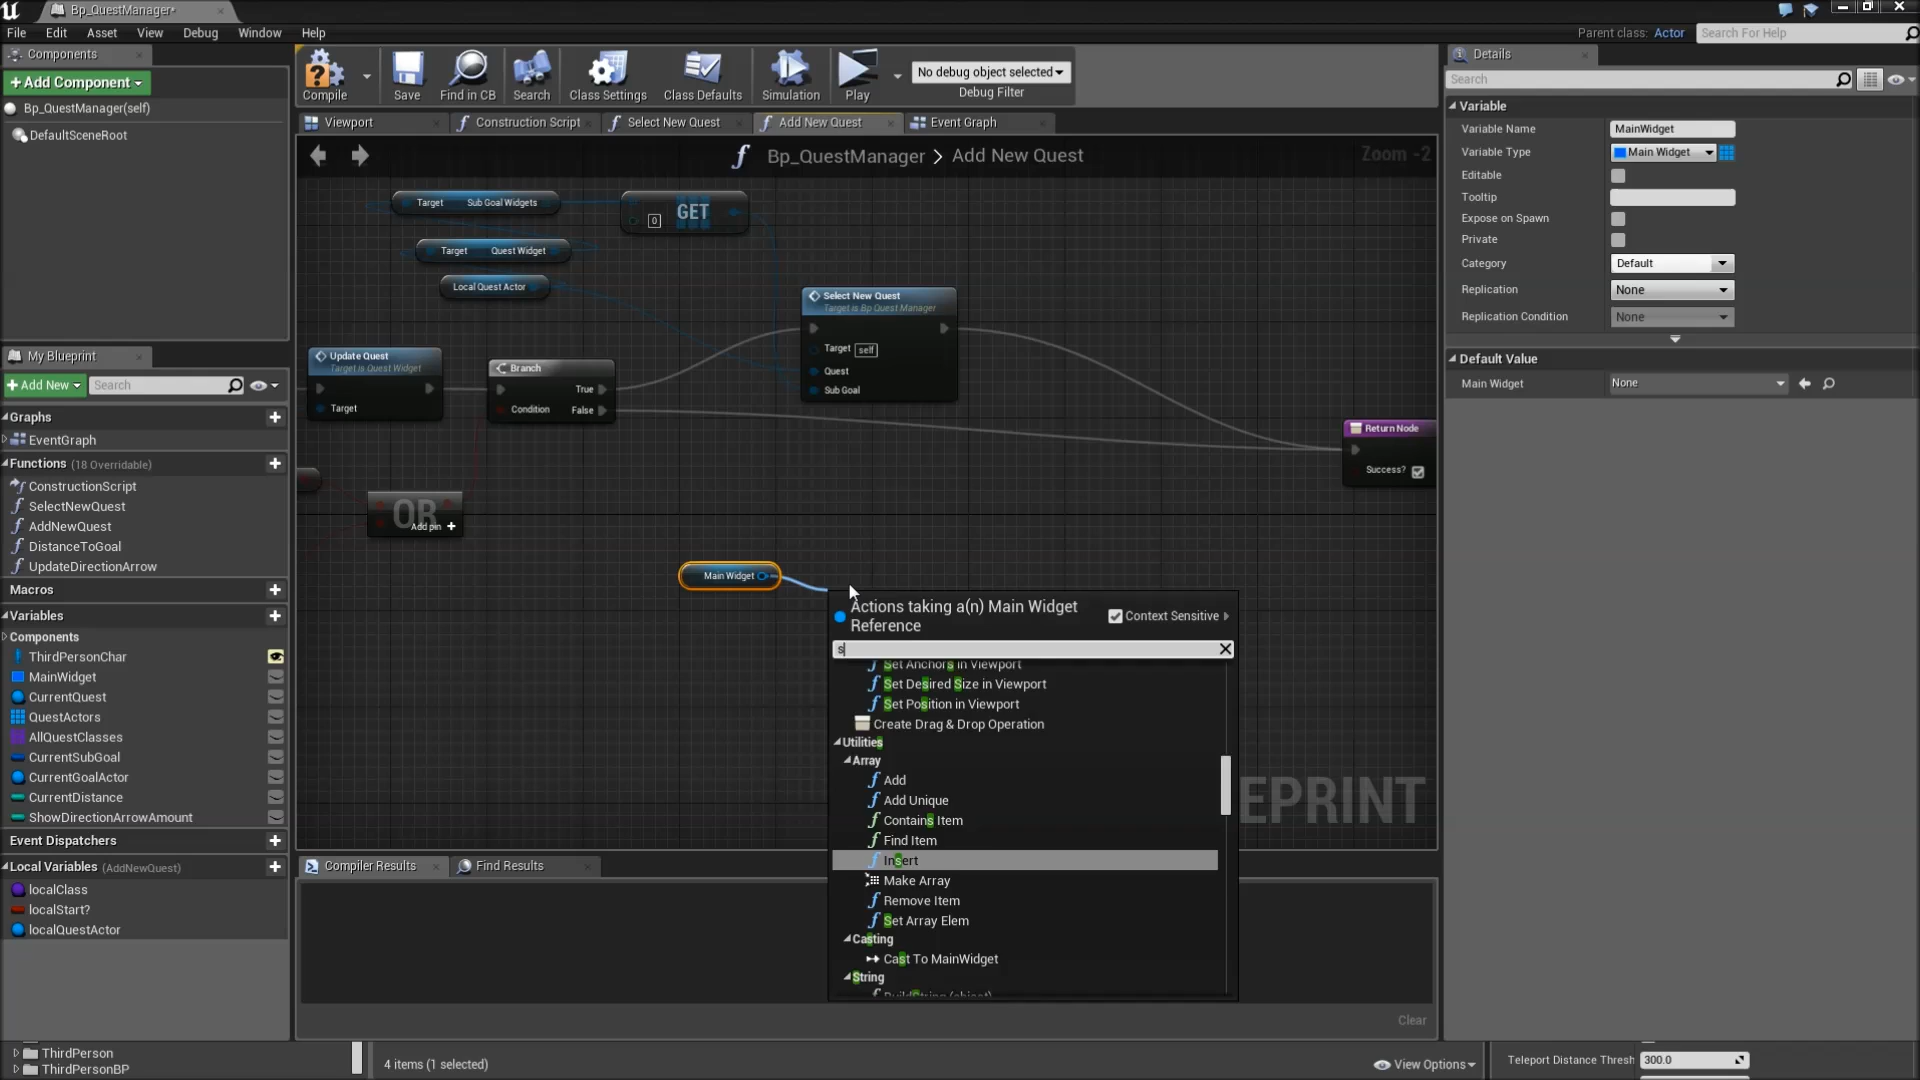 Bp_QuestManager*
File Edit Asset View Debug Window Help
Parent class: Actor
Search For Help
Components
+Add Component
Bp_QuestManager(self)
DefaultSceneRoot
Compile
Save
Find in CB
Search
Class Settings
Class Defaults
Simulation
Play
No debug object selected
Debug Filter
Viewport
Construction Script
Select New Quest
Add New Quest
Event Graph
Bp_QuestManager > Add New Quest
Zoom -2
Target Sub Goal Widgets
0 GET
Target Quest Widget
Local Quest Actor
Select New Quest
Target is Bp Quest Manager
Target self
Quest
Sub Goal
Update Quest
Target is Quest Widget
Target
Branch
True
Condition False
Return Node
Success?
OR
Add pin +
Main Widget
Actions taking a(n) Main Widget
Reference
Context Sensitive
s
Set Anchors in Viewport
Set Desired Size in Viewport
Set Position in Viewport
Create Drag & Drop Operation
Utilities
Array
Add
Add Unique
Contains Item
Find Item
Insert
Make Array
Remove Item
Set Array Elem
Casting
Cast To MainWidget
String
BuildString (object)
EPRINT
My Blueprint
+Add New
Search
Graphs
EventGraph
Functions (18 Overridable)
ConstructionScript
SelectNewQuest
AddNewQuest
DistanceToGoal
UpdateDirectionArrow
Macros
Variables
Components
ThirdPersonChar
MainWidget
CurrentQuest
QuestActors
AllQuestClasses
CurrentSubGoal
CurrentGoalActor
CurrentDistance
ShowDirectionArrowAmount
Event Dispatchers
Local Variables (AddNewQuest)
localClass
localStart?
localQuestActor
Compiler Results
Find Results
Clear
Details
Search
Variable
Variable Name MainWidget
Variable Type Main Widget
Editable
Tooltip
Expose on Spawn
Private
Category Default
Replication None
Replication Condition None
Default Value
Main Widget None
ThirdPerson
ThirdPersonBP
4 items (1 selected)
View Options
Teleport Distance Thresh 300.0